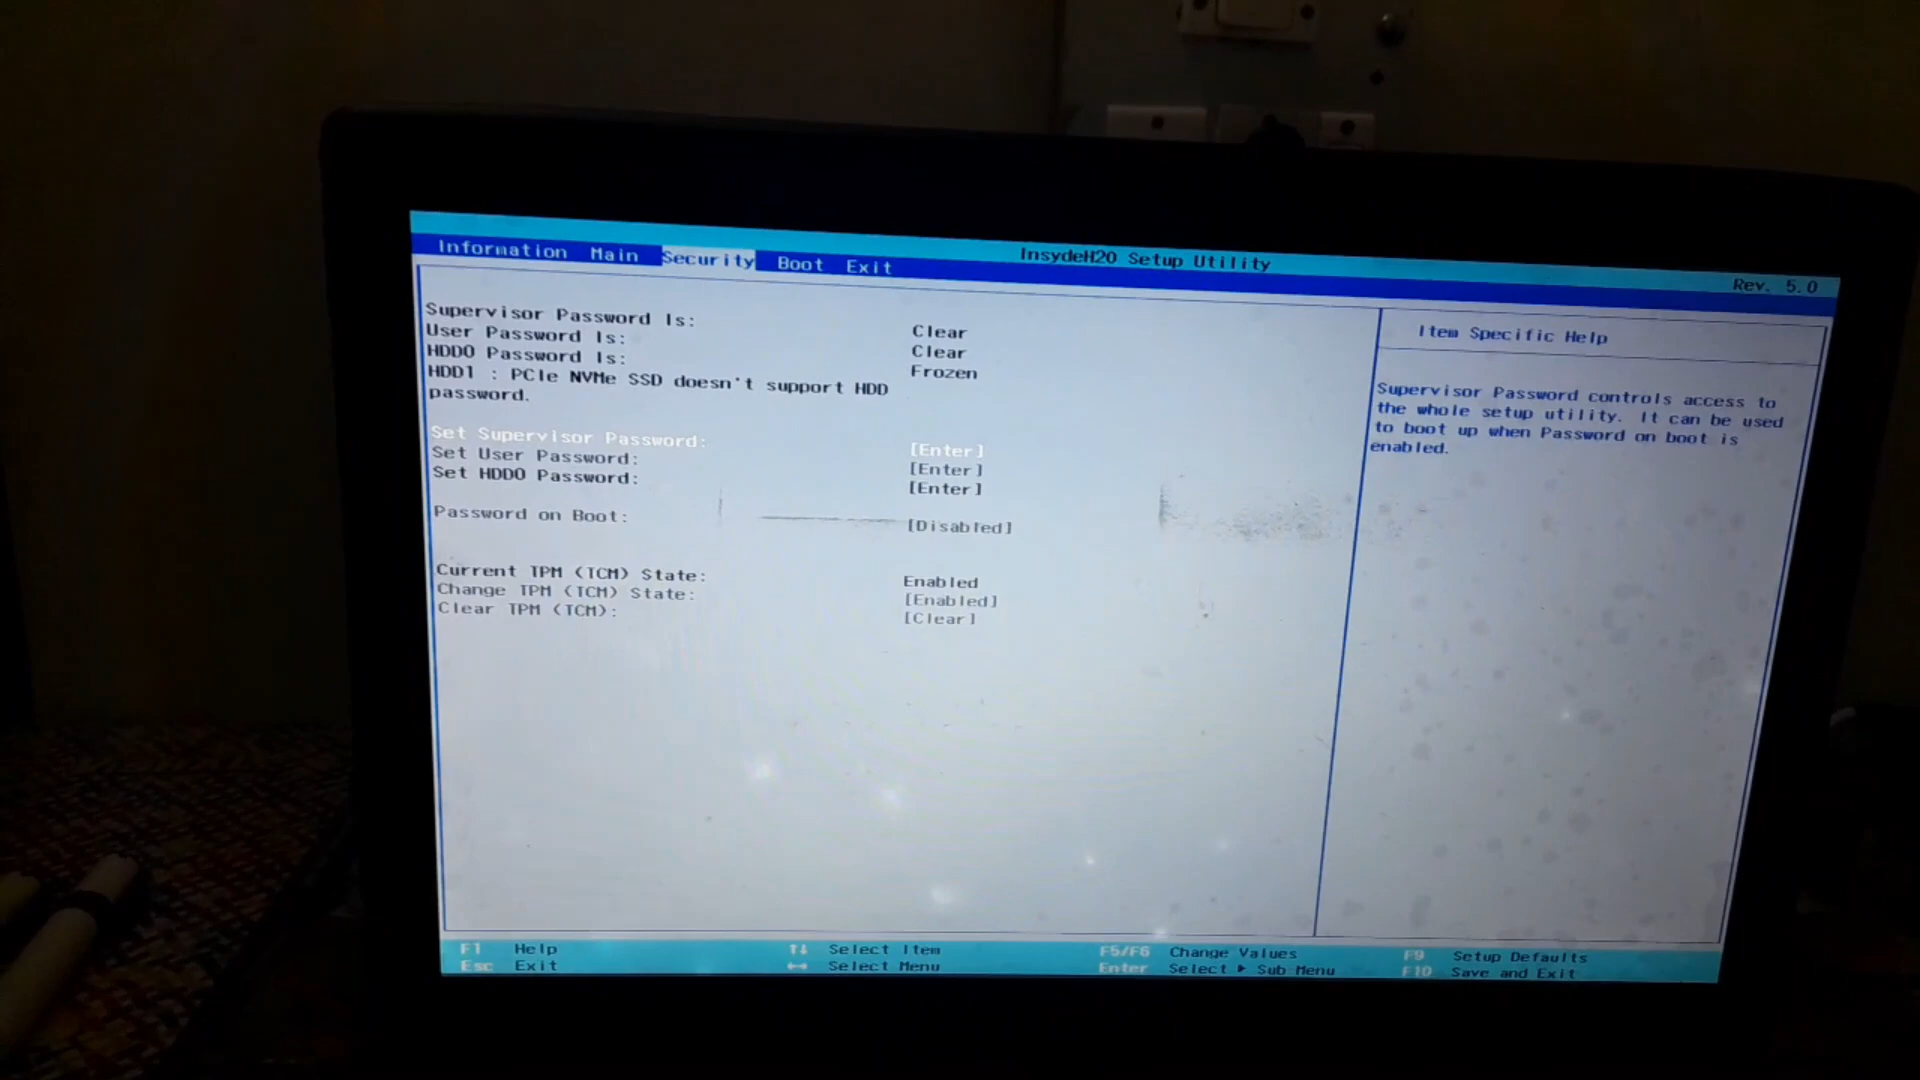 InsydeH20 Setup Utility
Rev. 5.0
Information Main Security Boot Exit
Supervisor Password Is: Clear
User Password Is: Clear
HDD0 Password Is: Frozen
HDD1 : PCIe NVMe SSD doesn't support HDD
password.
Set Supervisor Password: [Enter]
Set User Password: [Enter]
Set HDD0 Password: [Enter]
Password on Boot: [Disabled]
Current TPM (TCM) State: Enabled
Change TPM (TCM) State: [Enabled]
Clear TPM (TCM): [Clear]
Item Specific Help
Supervisor Password controls access to
the whole setup utility. It can be used
to boot up when Password on boot is
enabled.
F1 Help ↑↓ Select Item F5/F6 Change Values F9 Setup Defaults
Esc Exit ←→ Select Menu Enter Select ▶ Sub Menu F10 Save and Exit